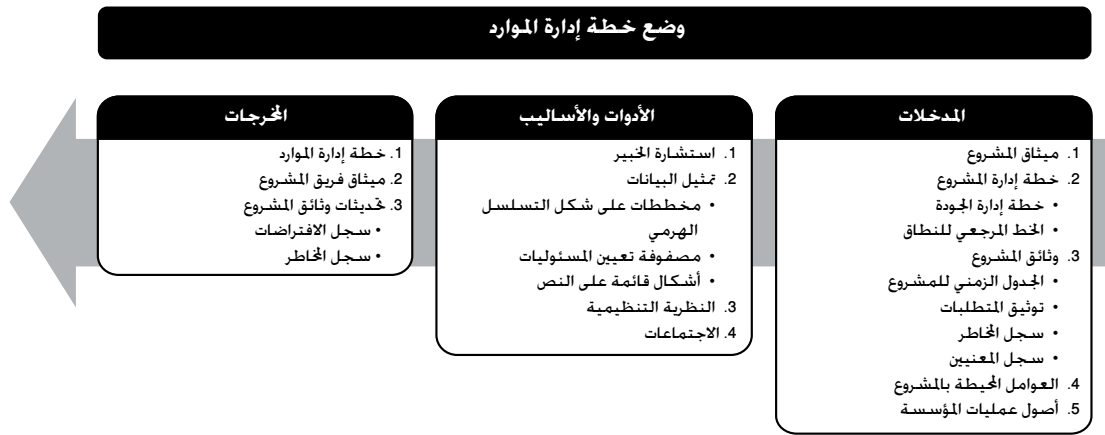 وضع خطة إدارة الموارد
المدخلات
1. ميثاق المشروع
2. خطة إدارة المشروع
• خطة إدارة الجودة
• الخط المرجعي للنطاق
3. وثائق المشروع
• الجدول الزمني للمشروع
• توثيق المتطلبات
• سجل المخاطر
• سجل المعنيين
4. العوامل المحيطة بالمشروع
5. أصول عمليات المؤسسة
الأدوات والأساليب
1. استشارة الخبير
2. تمثيل البيانات
• مخططات على شكل التسلسل
الهرمي
• مصفوفة تعيين المسئوليات
• أشكال قائمة على النص
3. النظرية التنظيمية
4. الاجتماعات
المخرجات
1. خطة إدارة الموارد
2. ميثاق فريق المشروع
3. تحديثات وثائق المشروع
• سجل الافتراضات
• سجل المخاطر